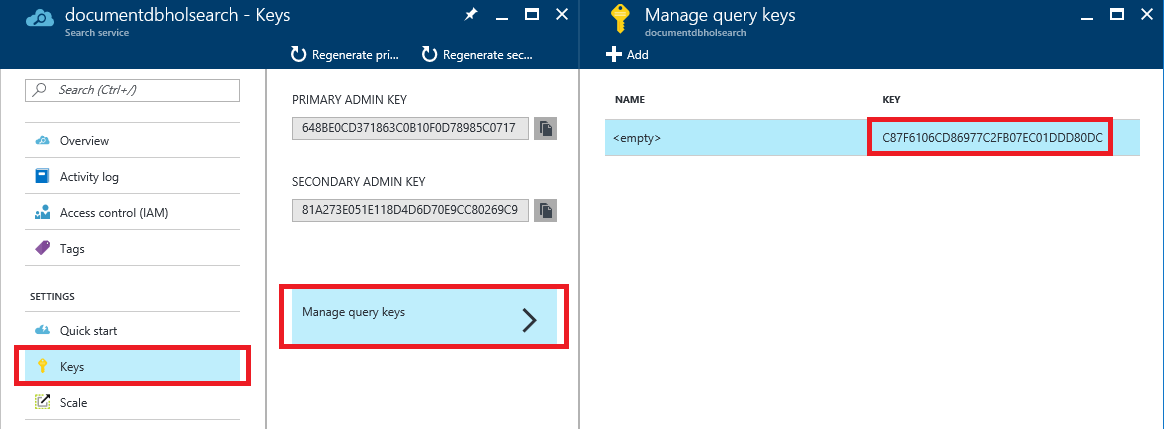 documentdbholsearch - Keys
Search service
Regenerate pri...
Regenerate sec...
Search (Ctrl+/)
Overview
Activity log
Access control (IAM)
Tags
SETTINGS
Quick start
Keys
Scale
PRIMARY ADMIN KEY
648BE0CD371863C0B10F0D78985C0717
SECONDARY ADMIN KEY
81A273E051E118D4D6D70E9CC80269C9
Manage query keys
Manage query keys
documentdbholsearch
Add
NAME
KEY
<empty>
C87F6106CD86977C2FB07EC01DDD80DC